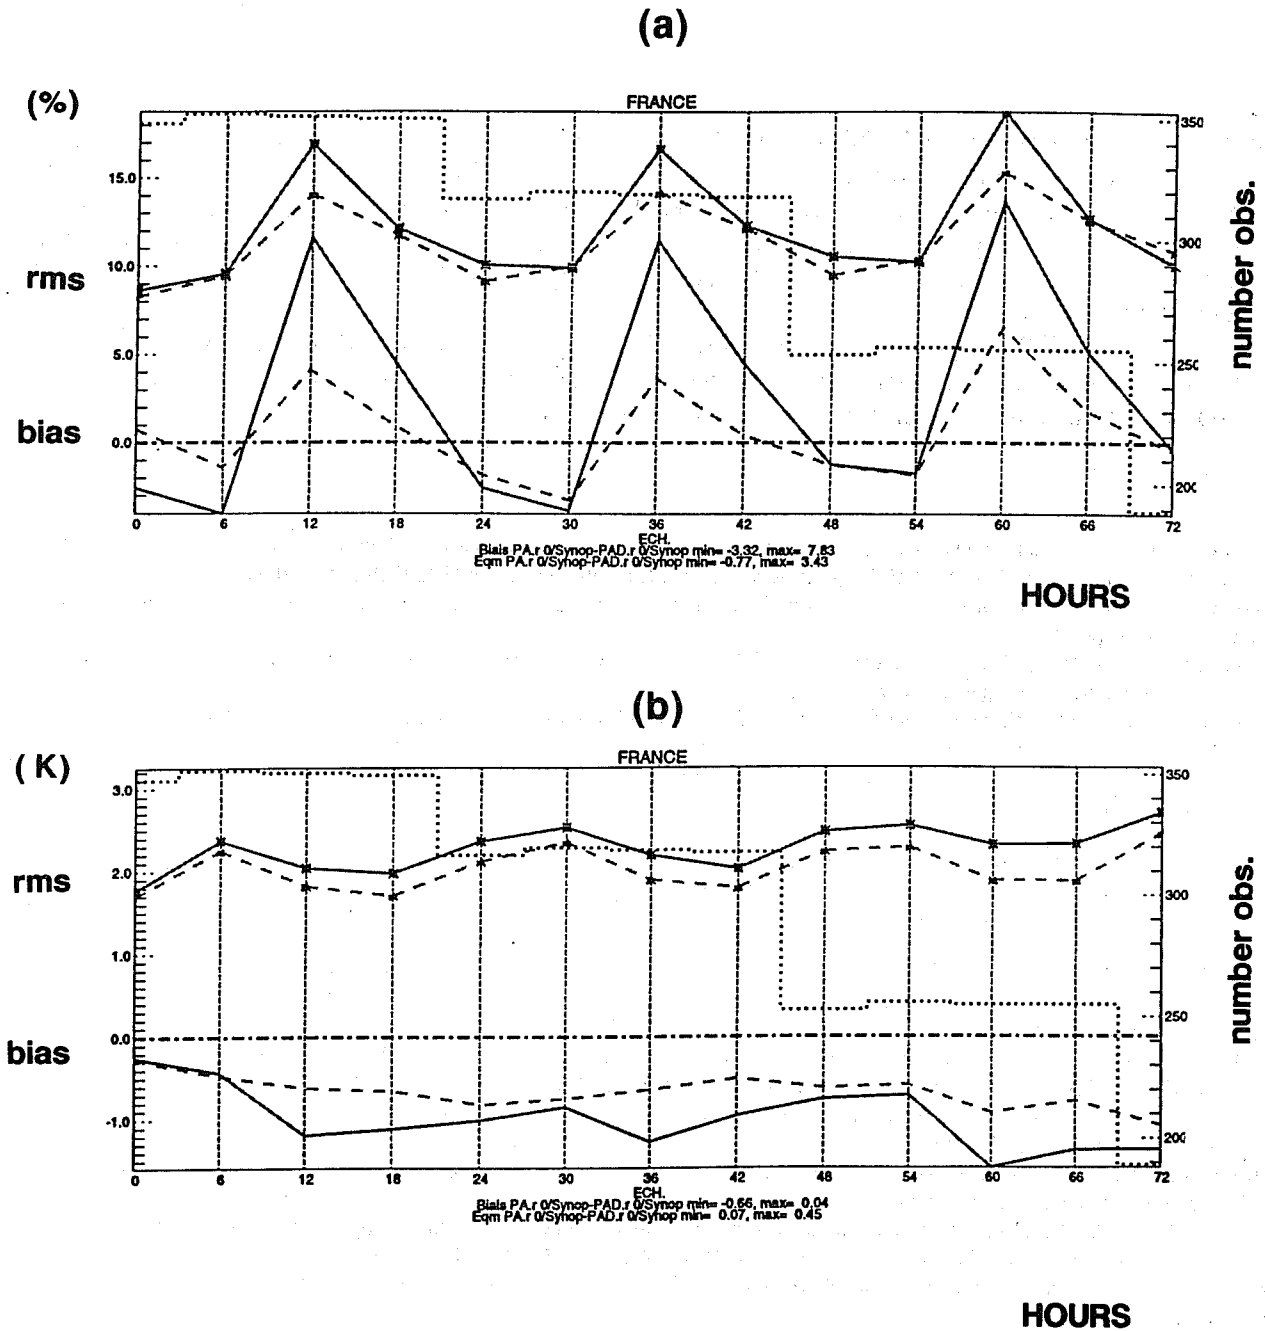 (a)
(%)
FRANCE
350
15.0
300
10.0
rms
number obs.
5.0
250
bias
0.0
200
0 6 12 18 24 30 36 42 48 54 60 66 72
ECH.
Biais PA.r 0/Synop-PAD.r 0/Synop min= -3.32, max= 7.83
Eqm PA.r 0/Synop-PAD.r 0/Synop min= -0.77, max= 3.43
HOURS
(b)
( K)
FRANCE
350
3.0
rms
2.0
300
number obs.
1.0
250
bias
0.0
-1.0
200
0 6 12 18 24 30 36 42 48 54 60 66 72
ECH.
Biais PA.r 0/Synop-PAD.r 0/Synop min= -0.66, max= 0.04
Eqm PA.r 0/Synop-PAD.r 0/Synop min= 0.07, max= 0.45
HOURS